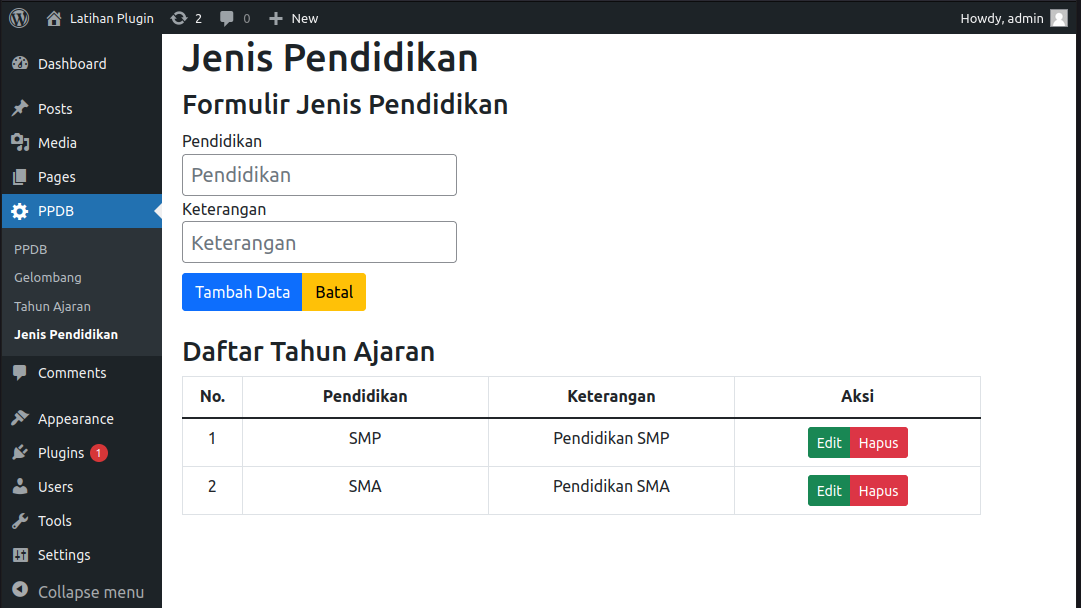 Latihan Plugin 2 0 New Howdy, admin
Dashboard
Posts
Media
Pages
PPDB
PPDB
Gelombang
Tahun Ajaran
Jenis Pendidikan
Comments
Appearance
Plugins 1
Users
Tools
Settings
Collapse menu
Jenis Pendidikan
Formulir Jenis Pendidikan
Pendidikan
Pendidikan
Keterangan
Keterangan
Tambah Data Batal
Daftar Tahun Ajaran
No. Pendidikan Keterangan Aksi
1 SMP Pendidikan SMP Edit Hapus
2 SMA Pendidikan SMA Edit Hapus